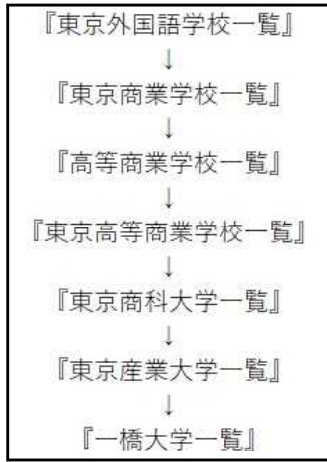 『東京外国語学校一覧』
↓
『東京商業学校一覧』
↓
『高等商業学校一覧』
↓
『東京高等商業学校一覧』
↓
『東京商科大学一覧』
↓
『東京産業大学一覧』
↓
『一橋大学一覧』